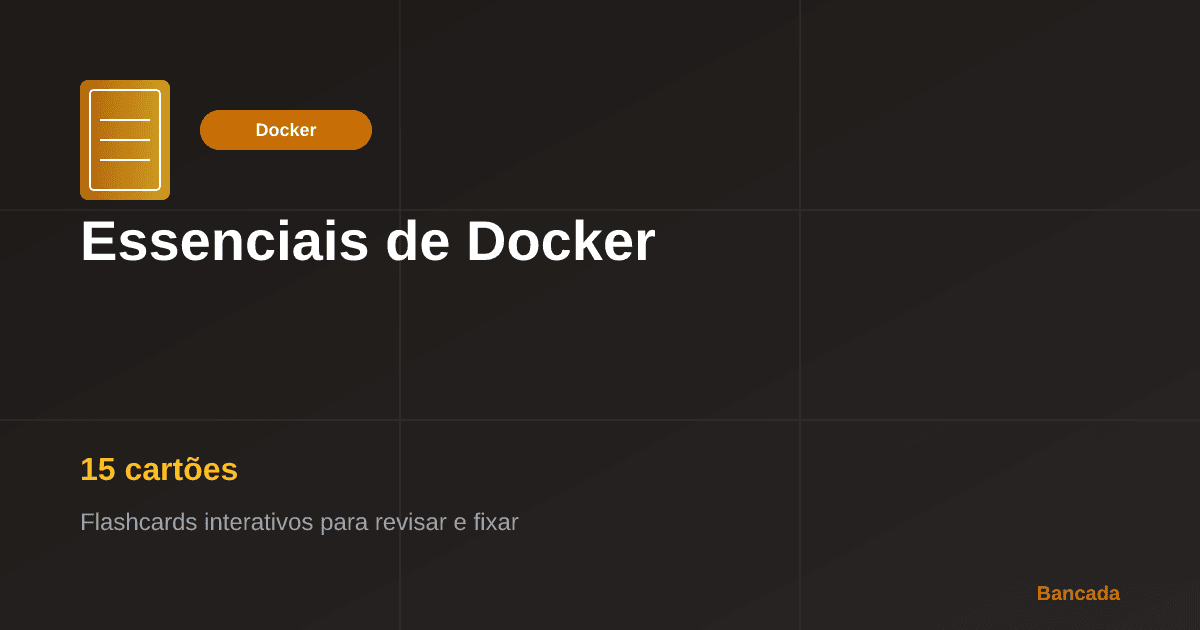 Docker
Essenciais de Docker
15 cartões
Flashcards interativos para revisar e fixar
Bancada